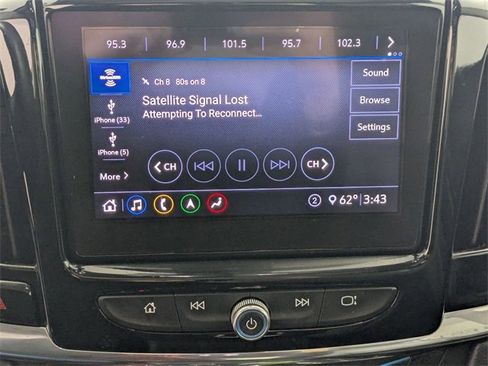 95.3 96.9 101.5 95.7 102.3
Ch 8 80s on 8
Sound
Satellite Signal Lost
Attempting To Reconnect...
Browse
iPhone (33)
Settings
iPhone (5)
More
CH
CH
2 62° 3:43